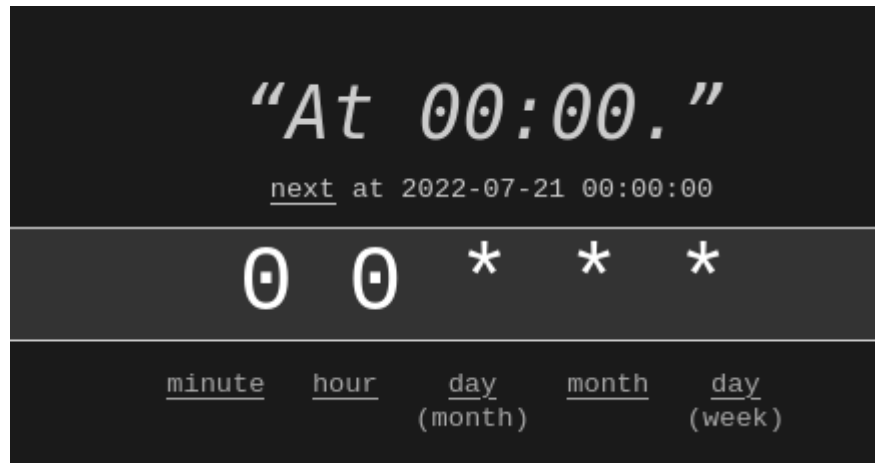 “At 00:00.”
next at 2022-07-21 00:00:00
0 0 * * *
minute hour day month day
(month) (week)